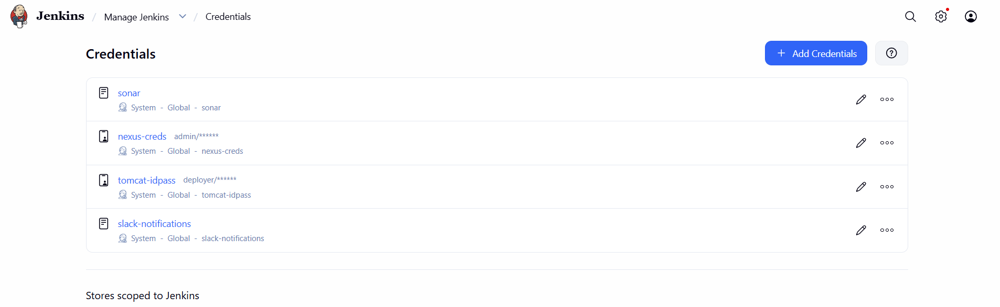 Jenkins / Manage Jenkins / Credentials
Credentials
+ Add Credentials
sonar
System - Global - sonar
nexus-creds admin/******
System - Global - nexus-creds
tomcat-idpass deployer/******
System - Global - tomcat-idpass
slack-notifications
System - Global - slack-notifications
Stores scoped to Jenkins